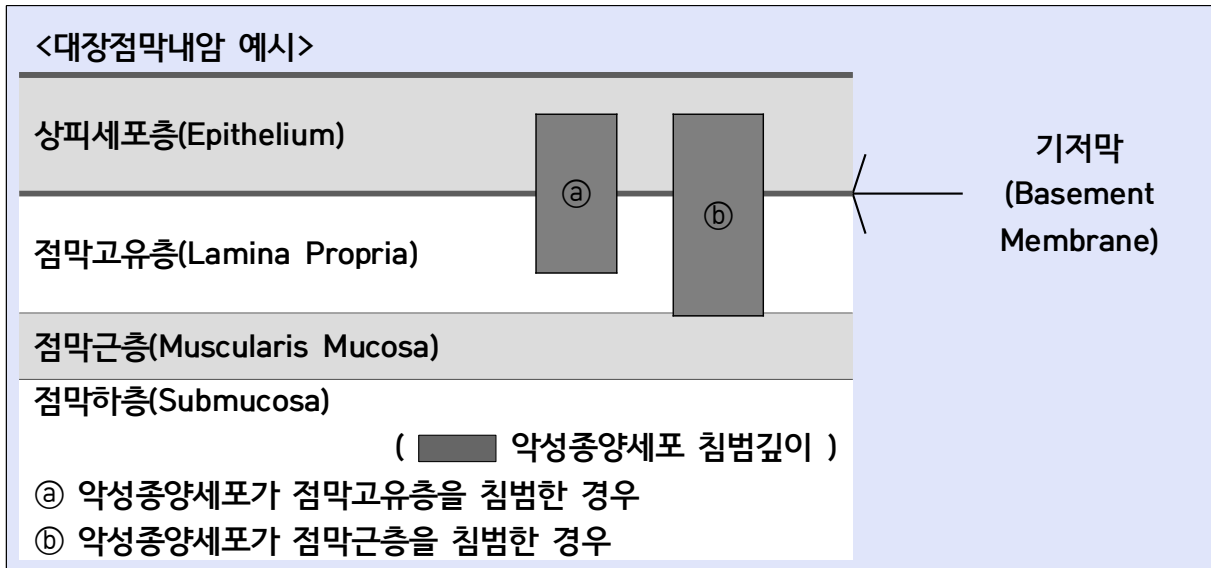 <대장점막내암 예시>
상피세포층(Epithelium)
기저막
(Basement
Membrane)
ⓐ
ⓑ
점막고유층(Lamina Propria)
점막근층(Muscularis Mucosa)
점막하층(Submucosa)
( 악성종양세포 침범깊이 )
ⓐ 악성종양세포가 점막고유층을 침범한 경우
ⓑ 악성종양세포가 점막근층을 침범한 경우